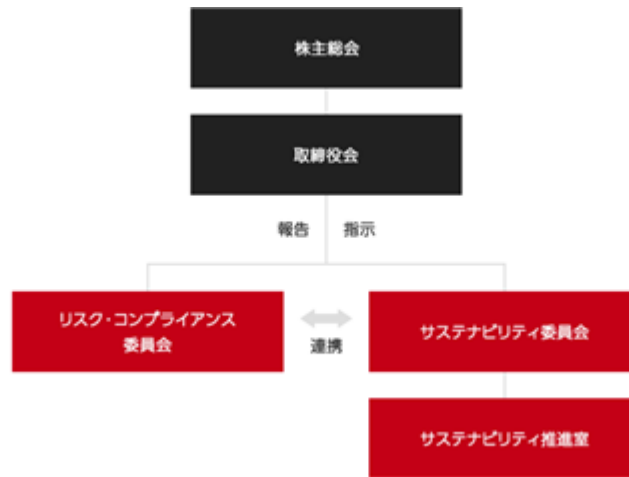 株主総会
取締役会
報告 指示
リスク・コンプライアンス
委員会
連携
サステナビリティ委員会
サステナビリティ推進室